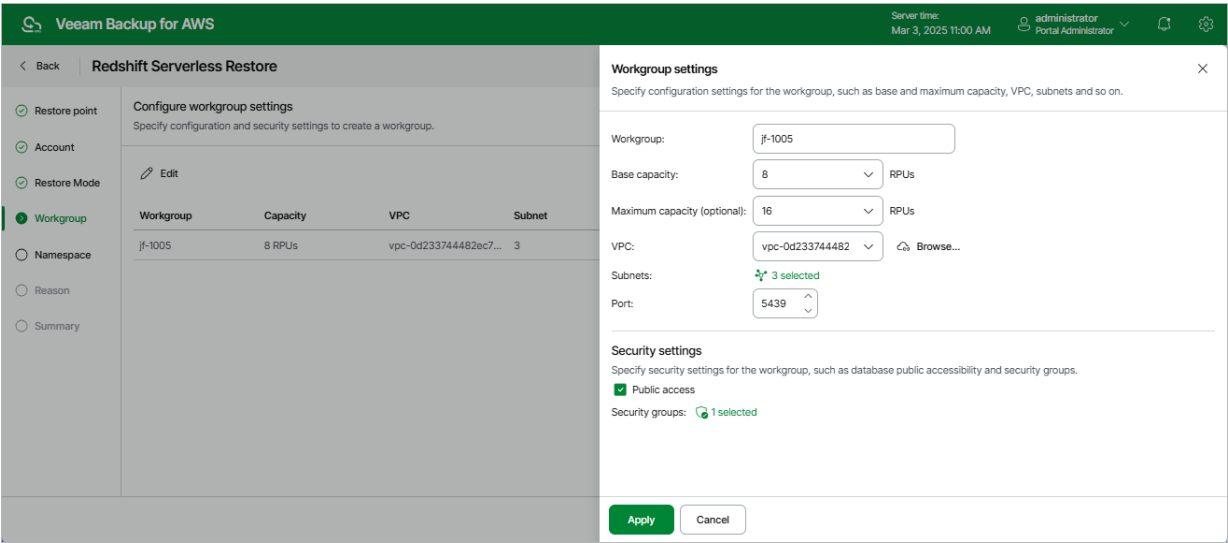 Veeam Backup for AWS
Server time:
Mar 3, 2025 11:00 AM
administrator
Portal Administrator
Back
Redshift Serverless Restore
Restore point
Account
Restore Mode
Workgroup
Namespace
Reason
Summary
Configure workgroup settings
Specify configuration and security settings to create a workgroup.
Edit
Workgroup Capacity VPC Subnet
jf-1005 8 RPUs vpc-0d233744482ec7... 3
Workgroup settings
Specify configuration settings for the workgroup, such as base and maximum capacity, VPC, subnets and so on.
Workgroup: jf-1005
Base capacity: 8 RPUs
Maximum capacity (optional): 16 RPUs
VPC: vpc-0d233744482 Browse...
Subnets: 3 selected
Port: 5439
Security settings
Specify security settings for the workgroup, such as database public accessibility and security groups.
Public access
Security groups: 1 selected
Apply Cancel